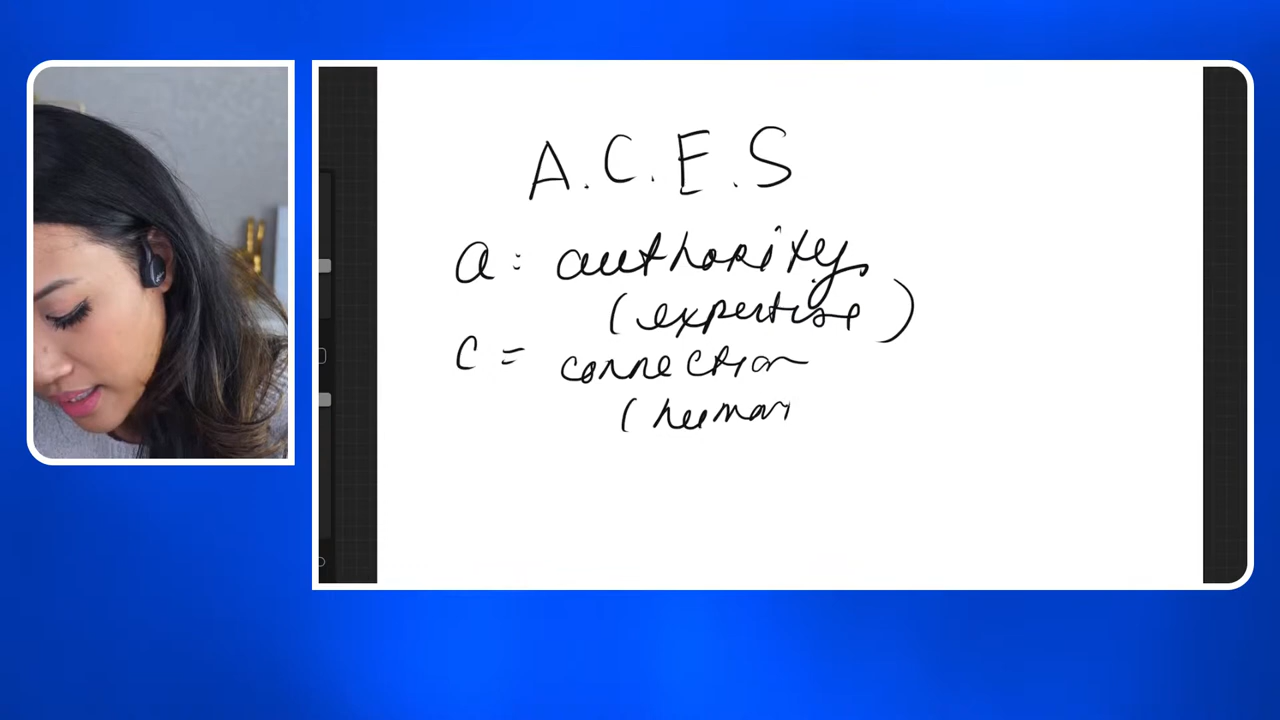 A.C.E.S
a: authority
(expertise)
c = connection
(human